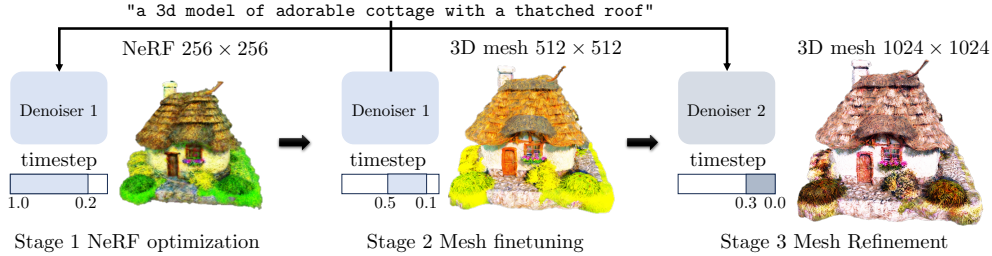 "a 3d model of adorable cottage with a thatched roof"
NeRF 256 × 256
3D mesh 512 × 512
3D mesh 1024 × 1024
Denoiser 1
Denoiser 1
Denoiser 2
timestep
timestep
timestep
1.0 0.2
0.5 0.1
0.3 0.0
Stage 1 NeRF optimization
Stage 2 Mesh finetuning
Stage 3 Mesh Refinement